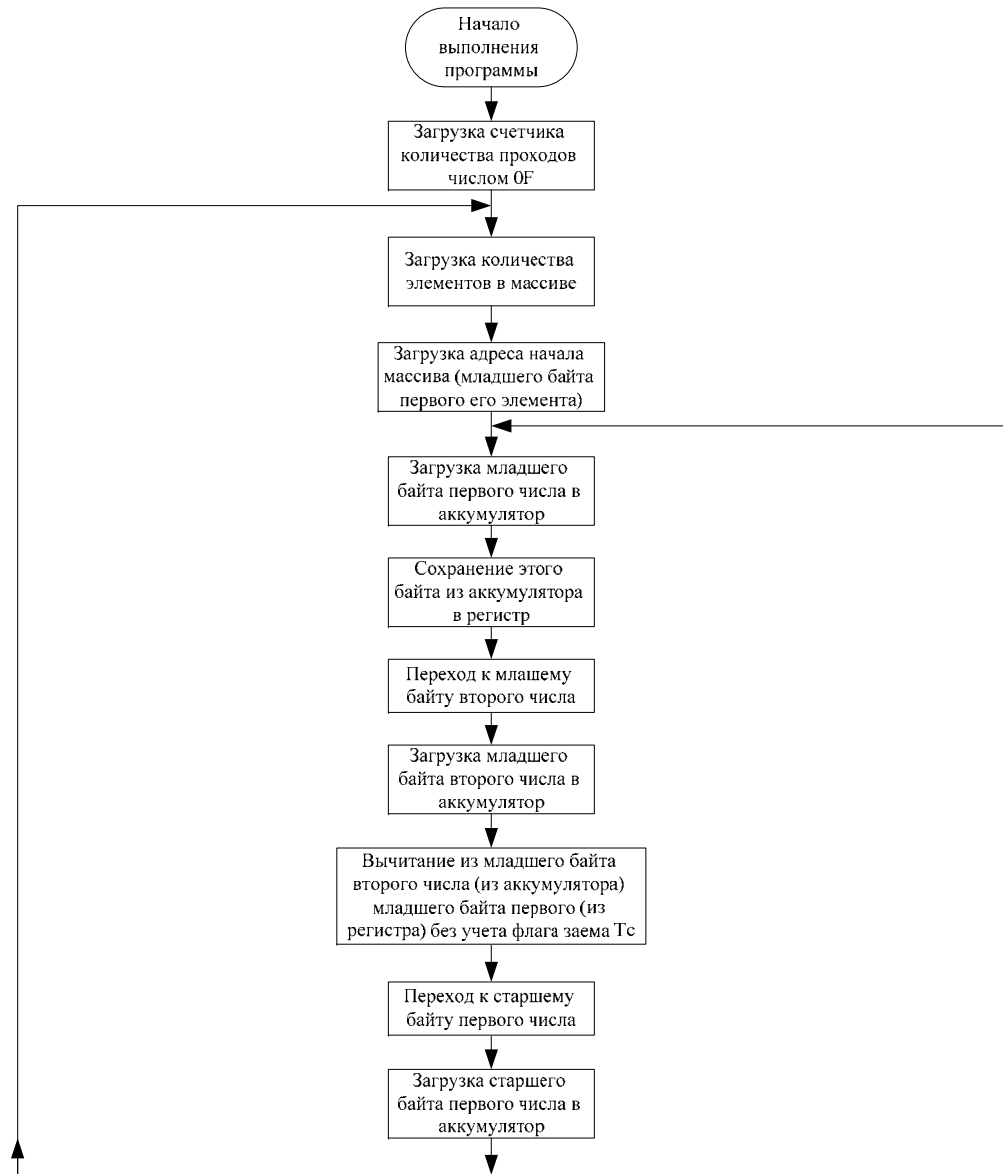 Начало
выполнения
программы
Загрузка счетчика
количества проходов
числом 0F
Загрузка количества
элементов в массиве
Загрузка адреса начала
массива (младшего байта
первого его элемента)
Загрузка младшего
байта первого числа в
аккумулятор
Сохранение этого
байта из аккумулятора
в регистр
Переход к млашему
байту второго числа
Загрузка младшего
байта второго числа в
аккумулятор
Вычитание из младшего байта
второго числа (из аккумулятора)
младшего байта первого (из
регистра) без учета флага заема Тс
Переход к старшему
байту первого числа
Загрузка старшего
байта первого числа в
аккумулятор